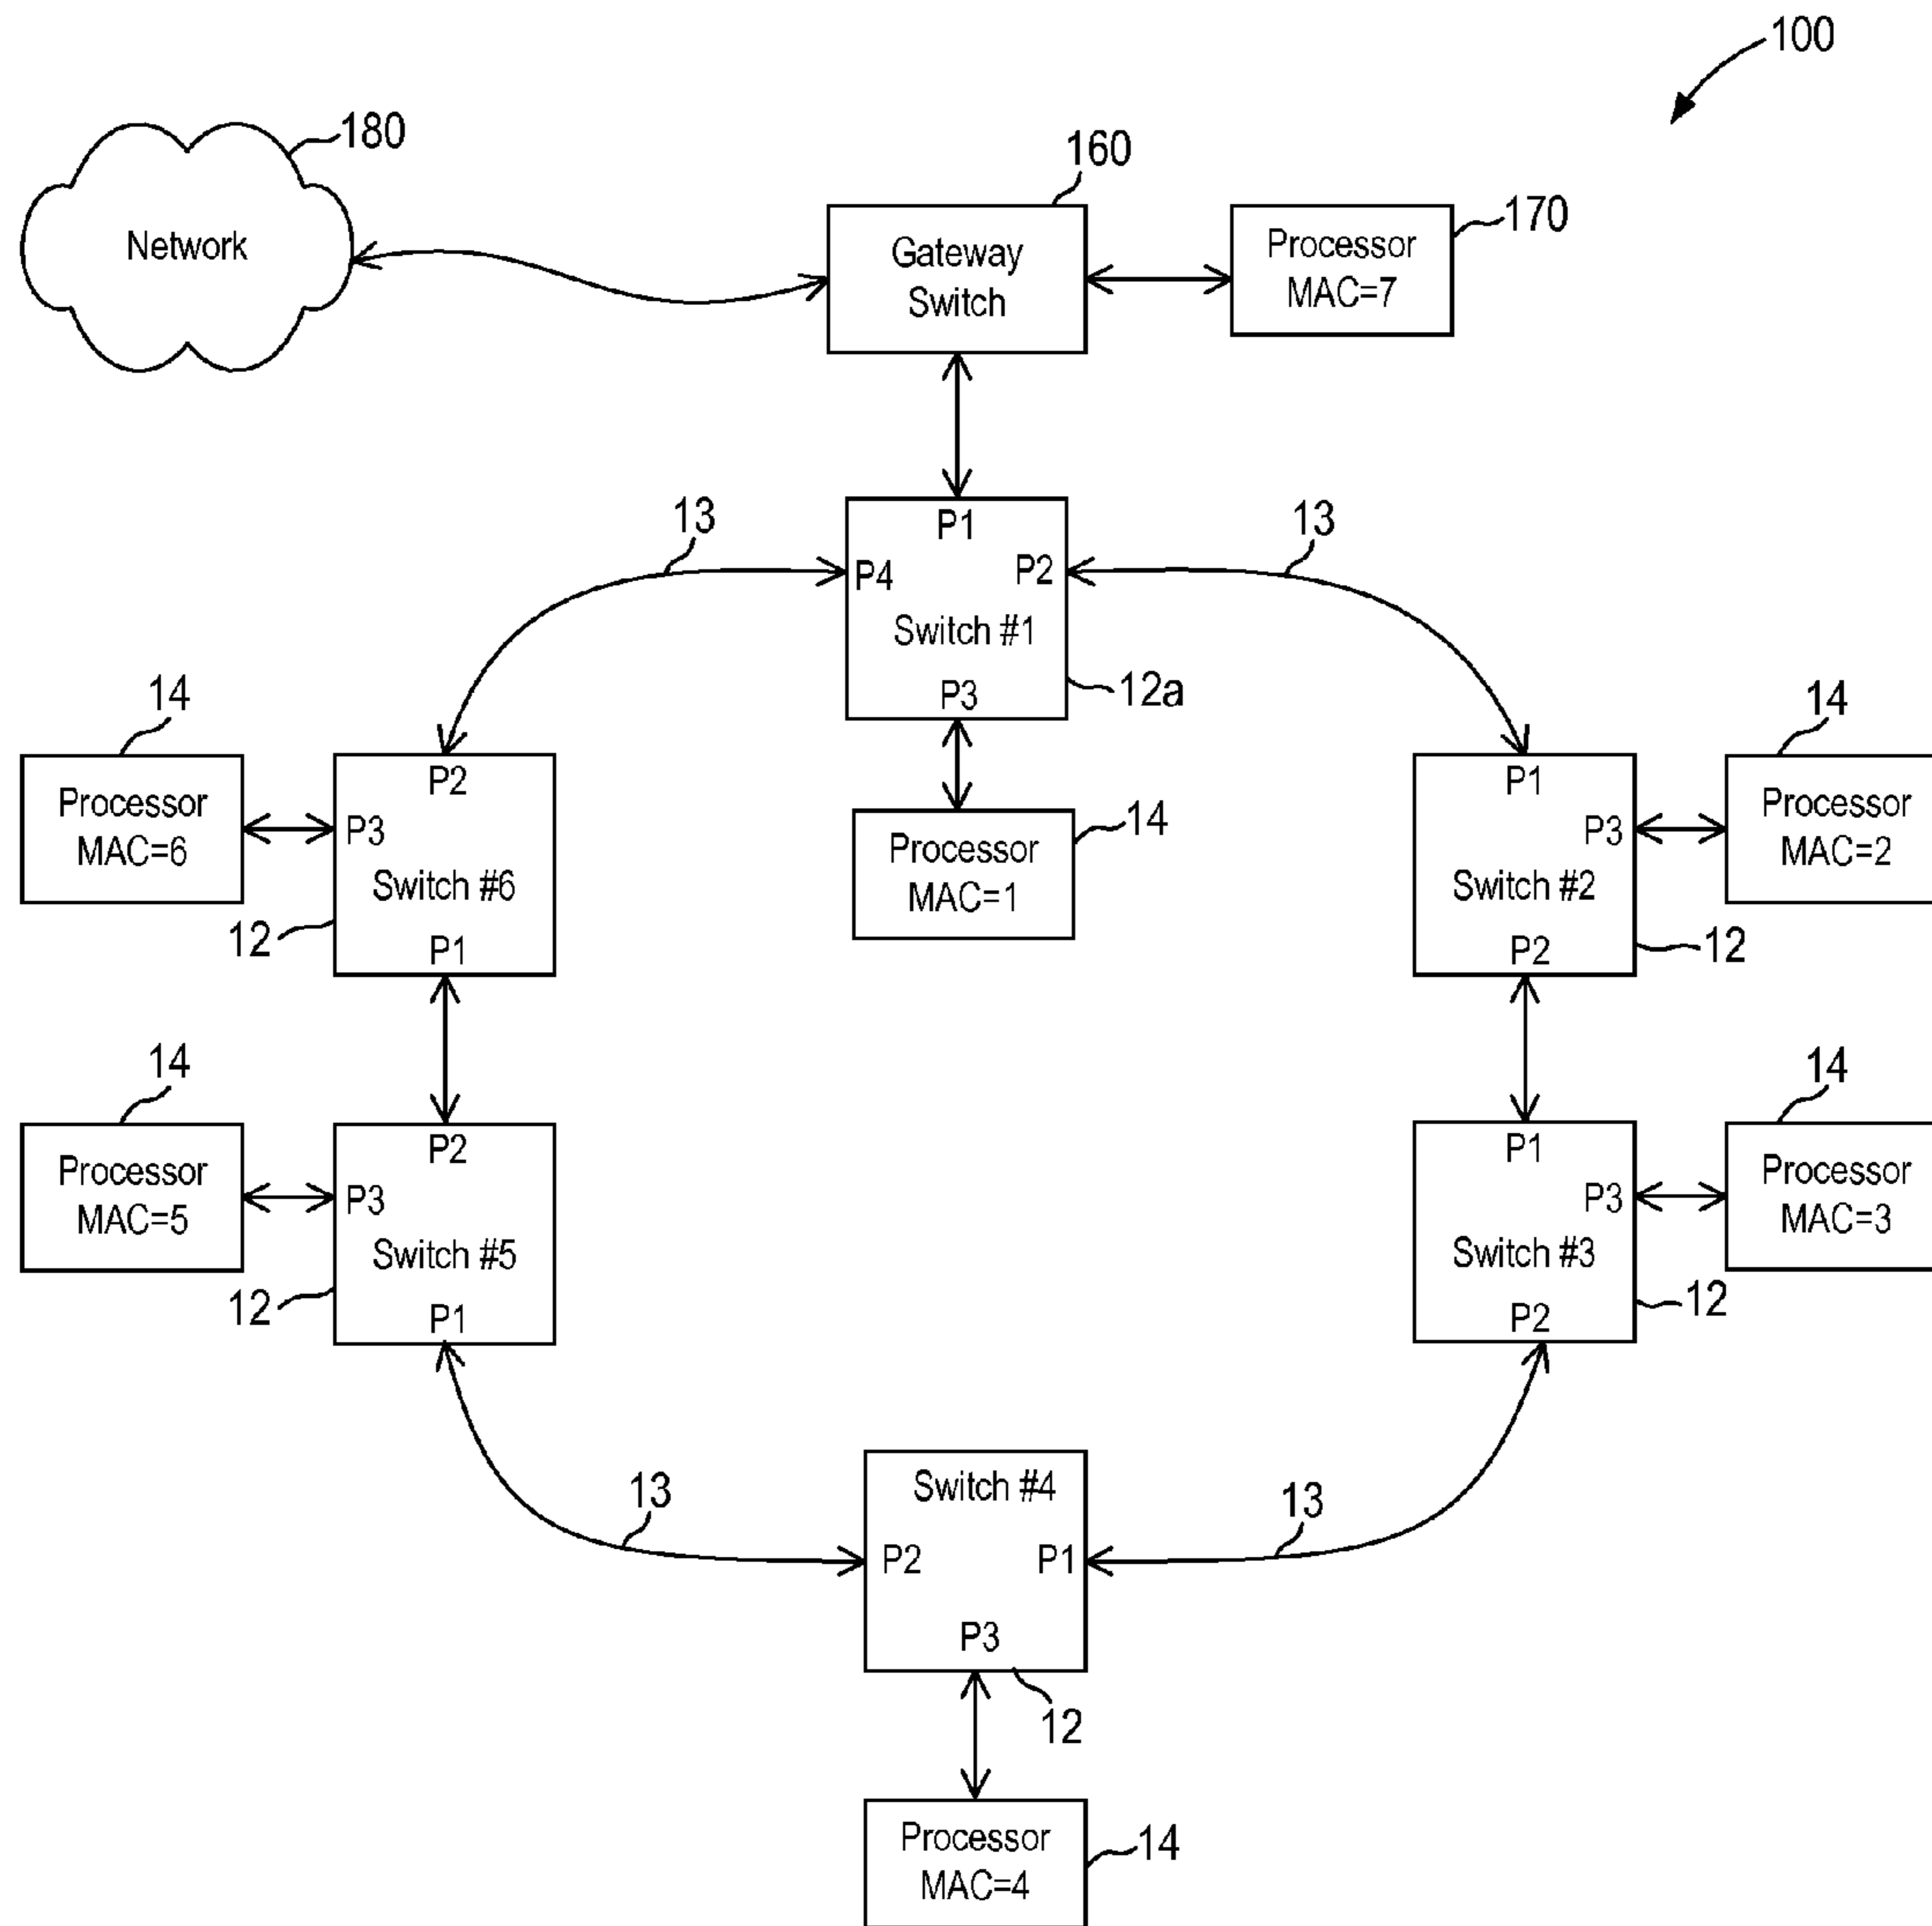 100
180
160
170
Network
Gateway
Switch
Processor
MAC=7
13
13
P1
P4
P2
Switch #1
P3
12a
14
14
Processor
MAC=6
P2
P3
Switch #6
P1
12
Processor
MAC=1
14
P1
P3
Switch #2
P2
12
Processor
MAC=2
14
14
Processor
MAC=5
P2
P3
Switch #5
P1
12
P1
P3
Switch #3
P2
12
Processor
MAC=3
13
13
Switch #4
P2
P1
P3
12
Processor
MAC=4
14